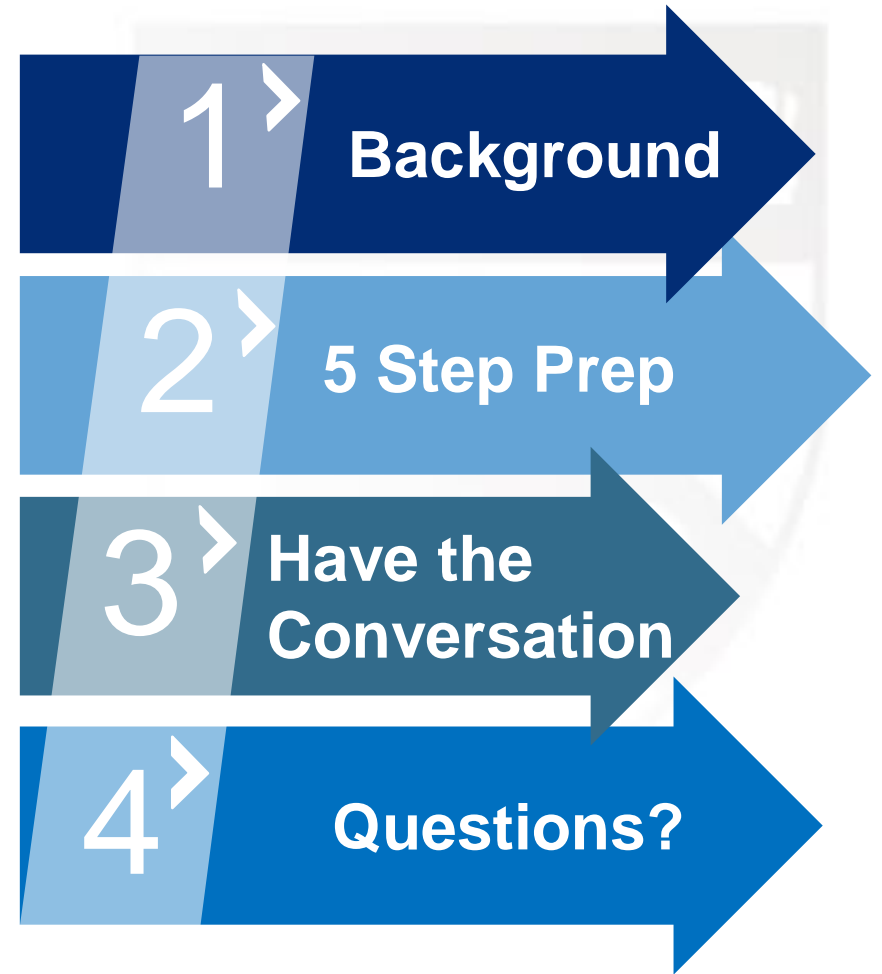 1 Background
2 5 Step Prep
3 Have the
Conversation
4 Questions?